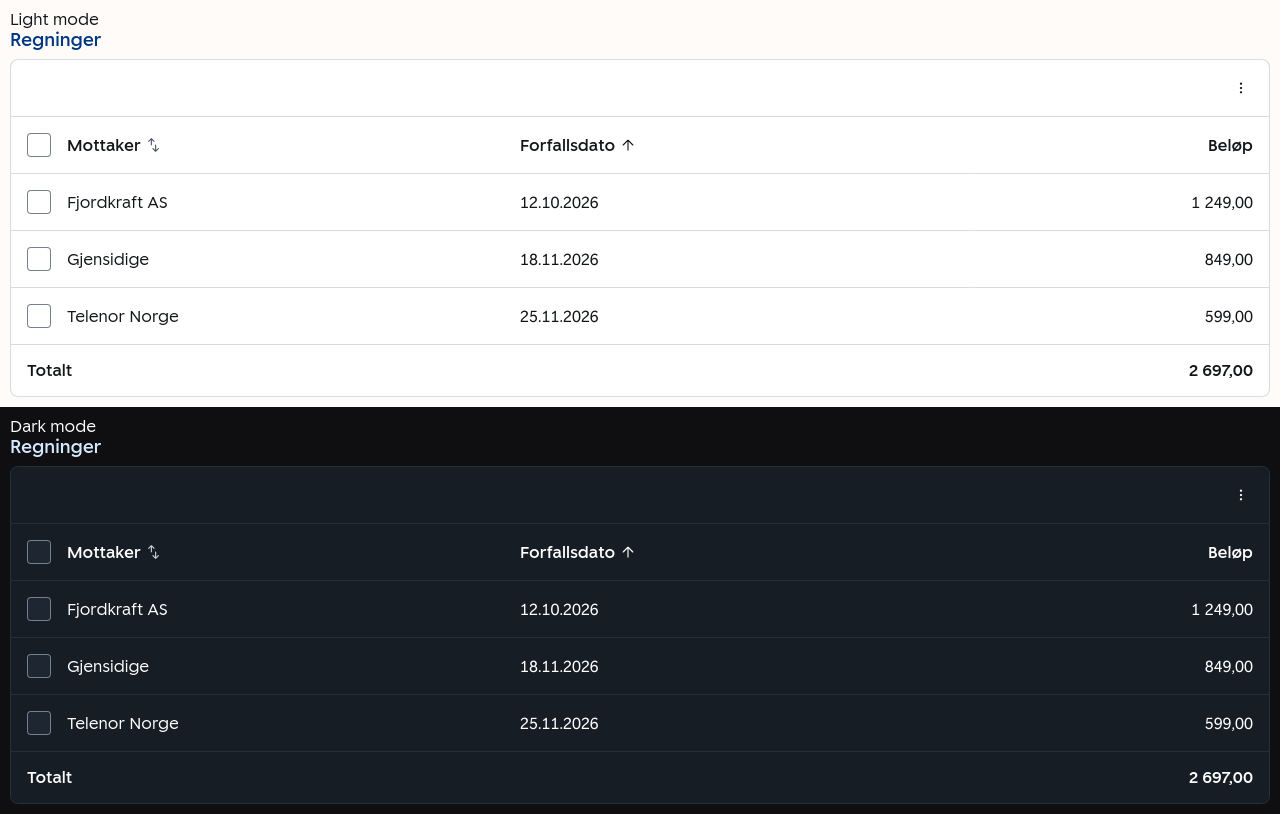 Light mode
Regninger
Mottaker Forfallsdato Beløp
Fjordkraft AS 12.10.2026 1 249,00
Gjensidige 18.11.2026 849,00
Telenor Norge 25.11.2026 599,00
Totalt 2 697,00
Dark mode
Regninger
Mottaker Forfallsdato Beløp
Fjordkraft AS 12.10.2026 1 249,00
Gjensidige 18.11.2026 849,00
Telenor Norge 25.11.2026 599,00
Totalt 2 697,00